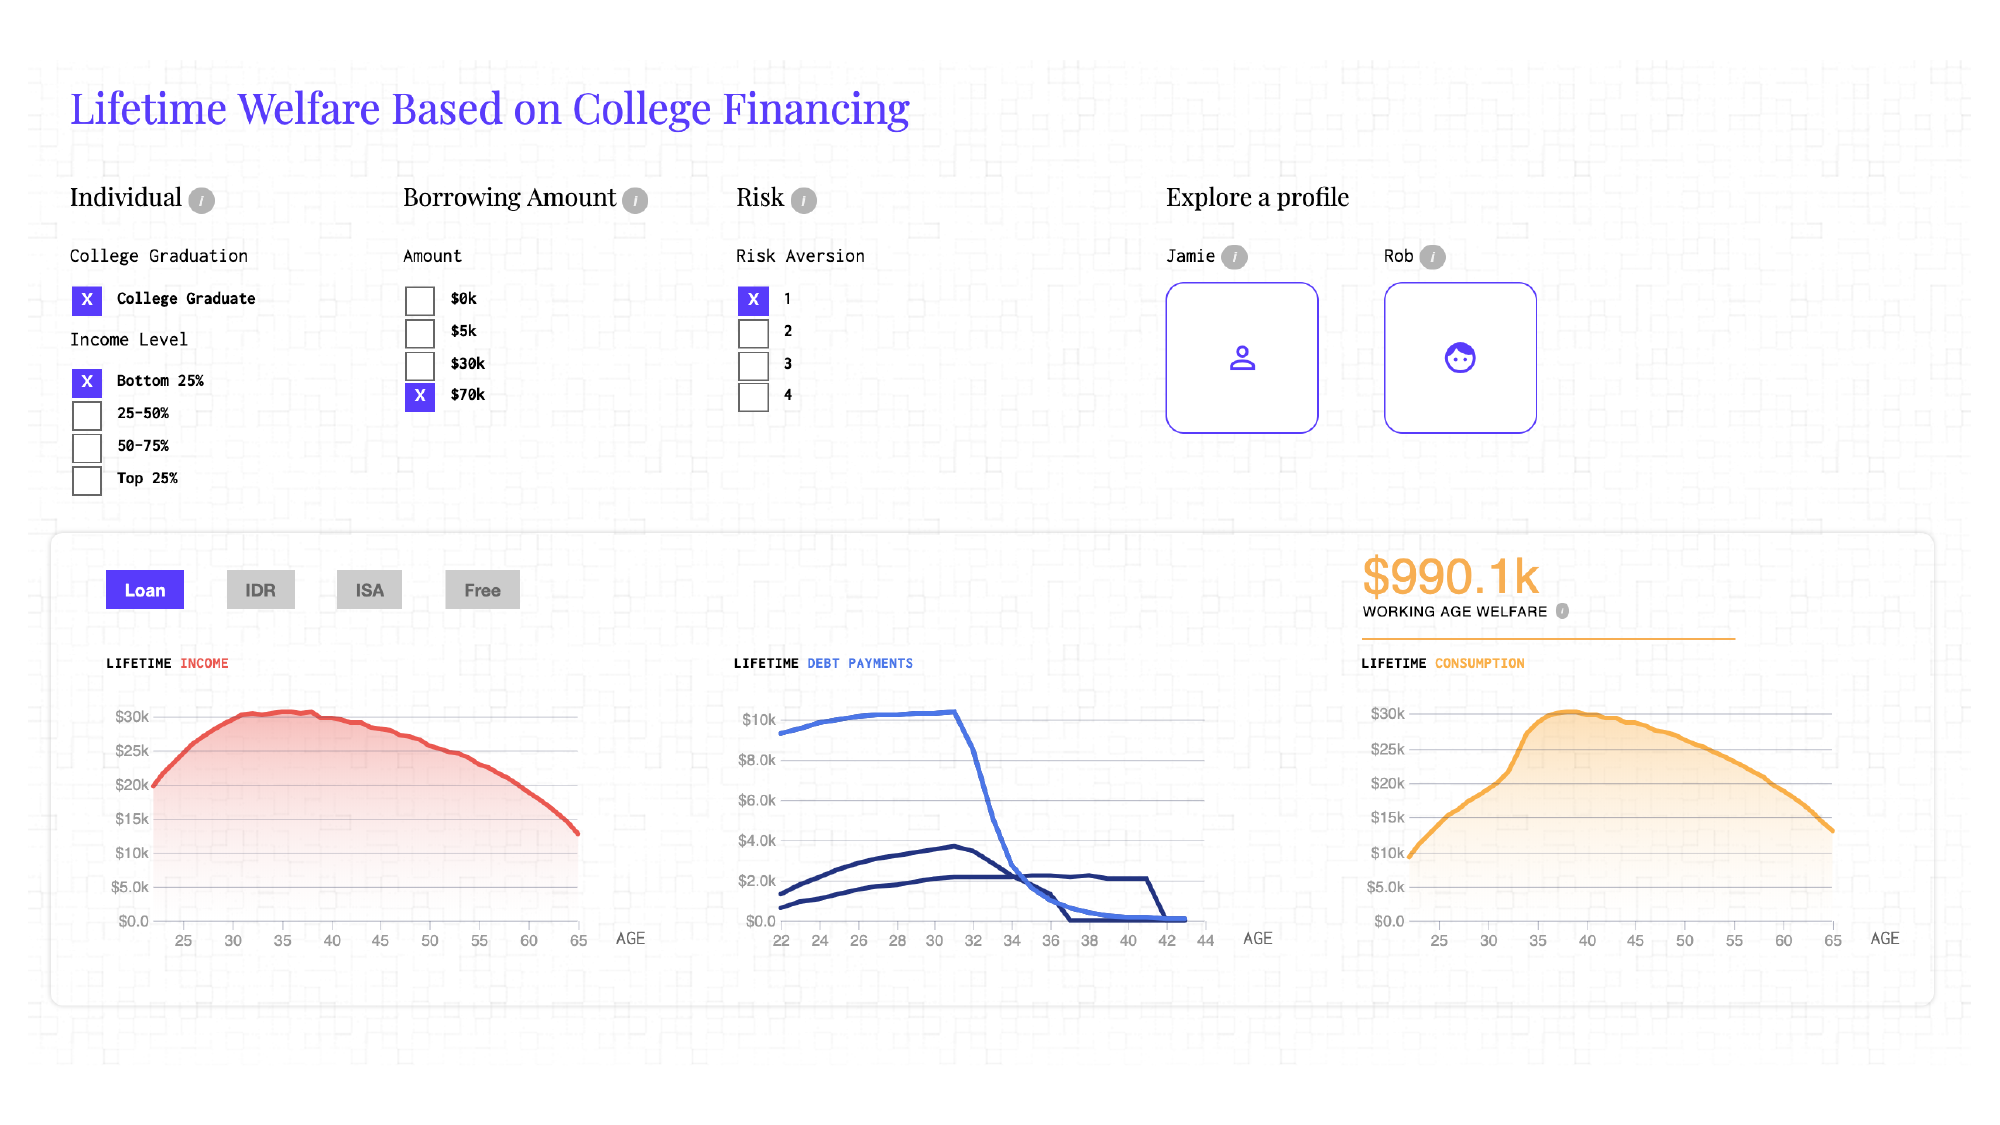 Lifetime Welfare Based on College Financing
Individual i
Borrowing Amount i
Risk i
Explore a profile
College Graduation
Amount
Risk Aversion
Jamie i
Rob i
X College Graduate
Income Level
X Bottom 25%
25-50%
50-75%
Top 25%
$0k
$5k
$30k
X $70k
X 1
2
3
4
Loan
IDR
ISA
Free
$990.1k
WORKING AGE WELFARE i
LIFETIME INCOME
$30k
$25k
$20k
$15k
$10k
$5.0k
$0.0
25 30 35 40 45 50 55 60 65 AGE
LIFETIME DEBT PAYMENTS
$10k
$8.0k
$6.0k
$4.0k
$2.0k
$0.0
22 24 26 28 30 32 34 36 38 40 42 44 AGE
LIFETIME CONSUMPTION
$30k
$25k
$20k
$15k
$10k
$5.0k
$0.0
25 30 35 40 45 50 55 60 65 AGE